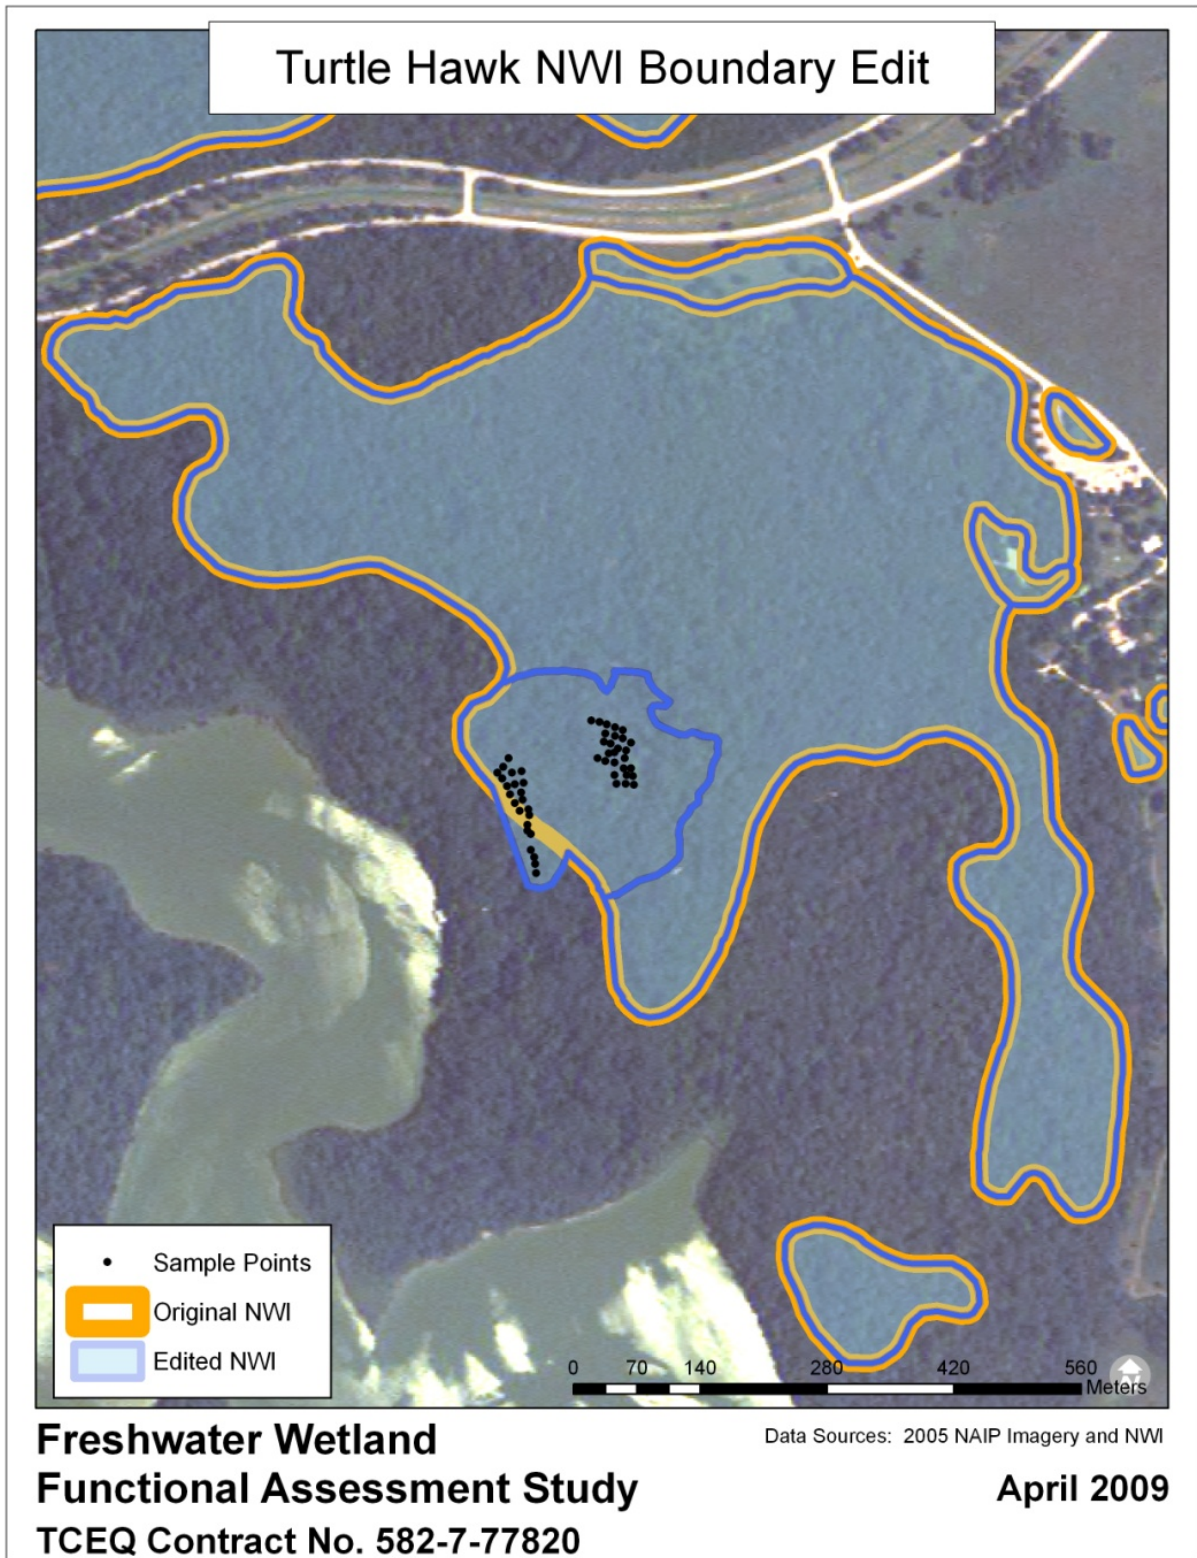 Turtle Hawk NWI Boundary Edit
Sample Points
Original NWI
Edited NWI
0 70 140 280 420 560
Meters
Freshwater Wetland
Functional Assessment Study
TCEQ Contract No. 582-7-77820
Data Sources: 2005 NAIP Imagery and NWI
April 2009